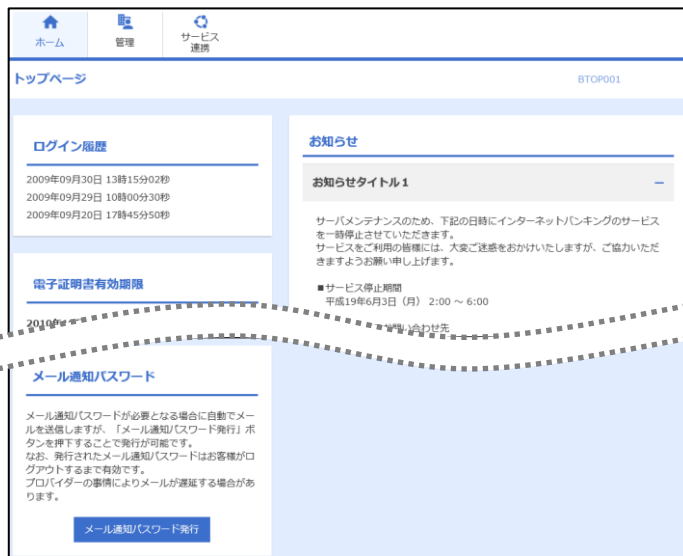 ホーム
管理
サービス
連携
トップページ
BTOP001
ログイン履歴
2009年09月30日 13時15分02秒
2009年09月29日 10時00分30秒
2009年09月20日 17時45分50秒
電子証明書有効期限
2010年
メール通知パスワード
メール通知パスワードが必要となる場合に自動でメー
ルを送信しますが、「メール通知パスワード発行」ボ
タンを押下することで発行が可能です。
なお、発行されたメール通知パスワードはお客様がロ
グアウトするまで有効です。
プロバイダーの事情によりメールが遅延する場合があ
ります。
メール通知パスワード発行
お知らせ
お知らせタイトル1
サーバメンテナンスのため、下記の日時にインターネットバンキングのサービス
を一時停止させていただきます。
サービスをご利用の皆様には、大変ご迷惑をおかけいたしますが、ご協力いただ
きますようお願い申し上げます。
■サービス停止期間
平成19年6月3日（月） 2:00 ～ 6:00
問い合わせ先